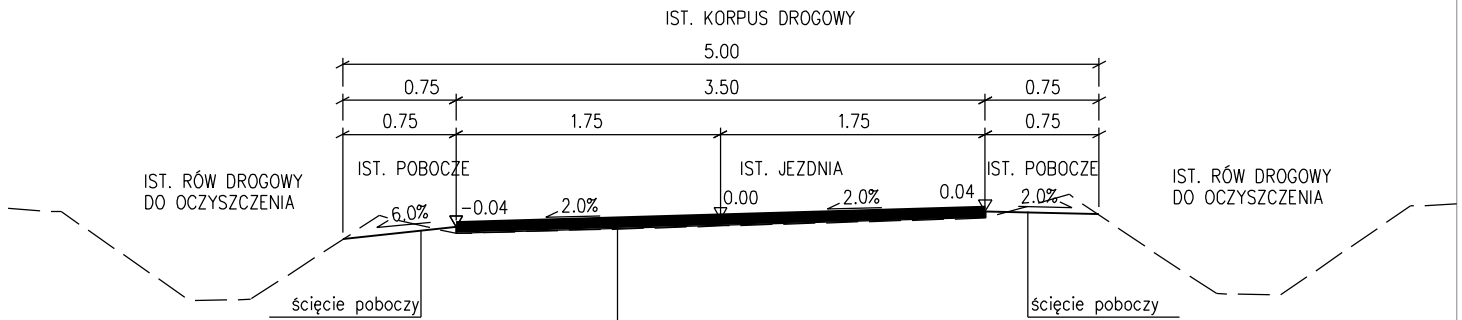 IST. KORPUS DROGOWY
5.00
0.75 3.50 0.75
0.75 1.75 1.75 0.75
IST. POBOCZE IST. JEZDNIA IST. POBOCZE
IST. RÓW DROGOWY
DO OCZYSZCZENIA
IST. RÓW DROGOWY
DO OCZYSZCZENIA
6.0% -0.04 2.0% 0.00 2.0% 0.04 2.0%
ścięcie poboczy ścięcie poboczy